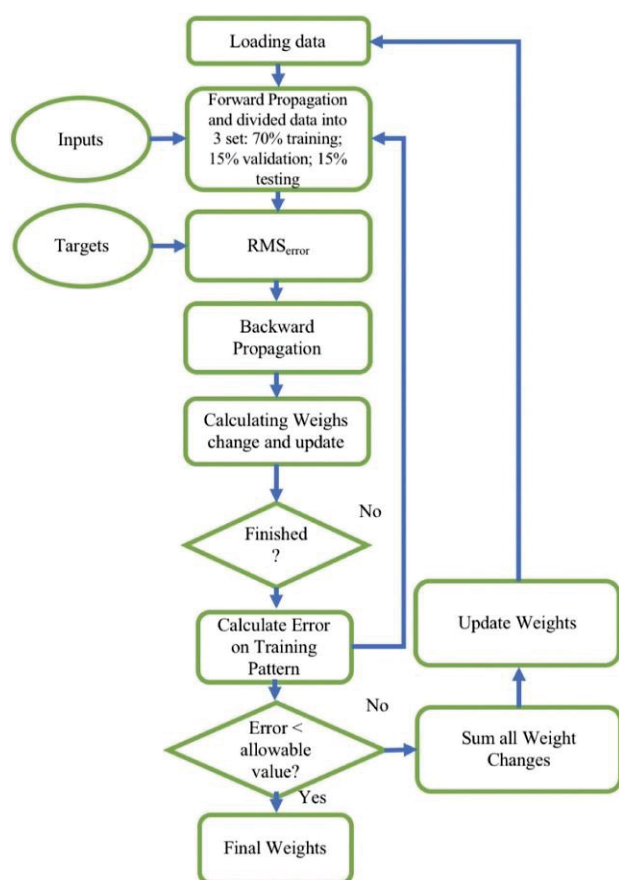 Loading data
Forward Propagation
and divided data into
3 set: 70% training;
15% validation; 15%
testing
Inputs
Targets
RMSerror
Backward
Propagation
Calculating Weighs
change and update
No
Finished
?
Calculate Error
on Training
Pattern
Update Weights
No
Error <
allowable
value?
Sum all Weight
Changes
Yes
Final Weights